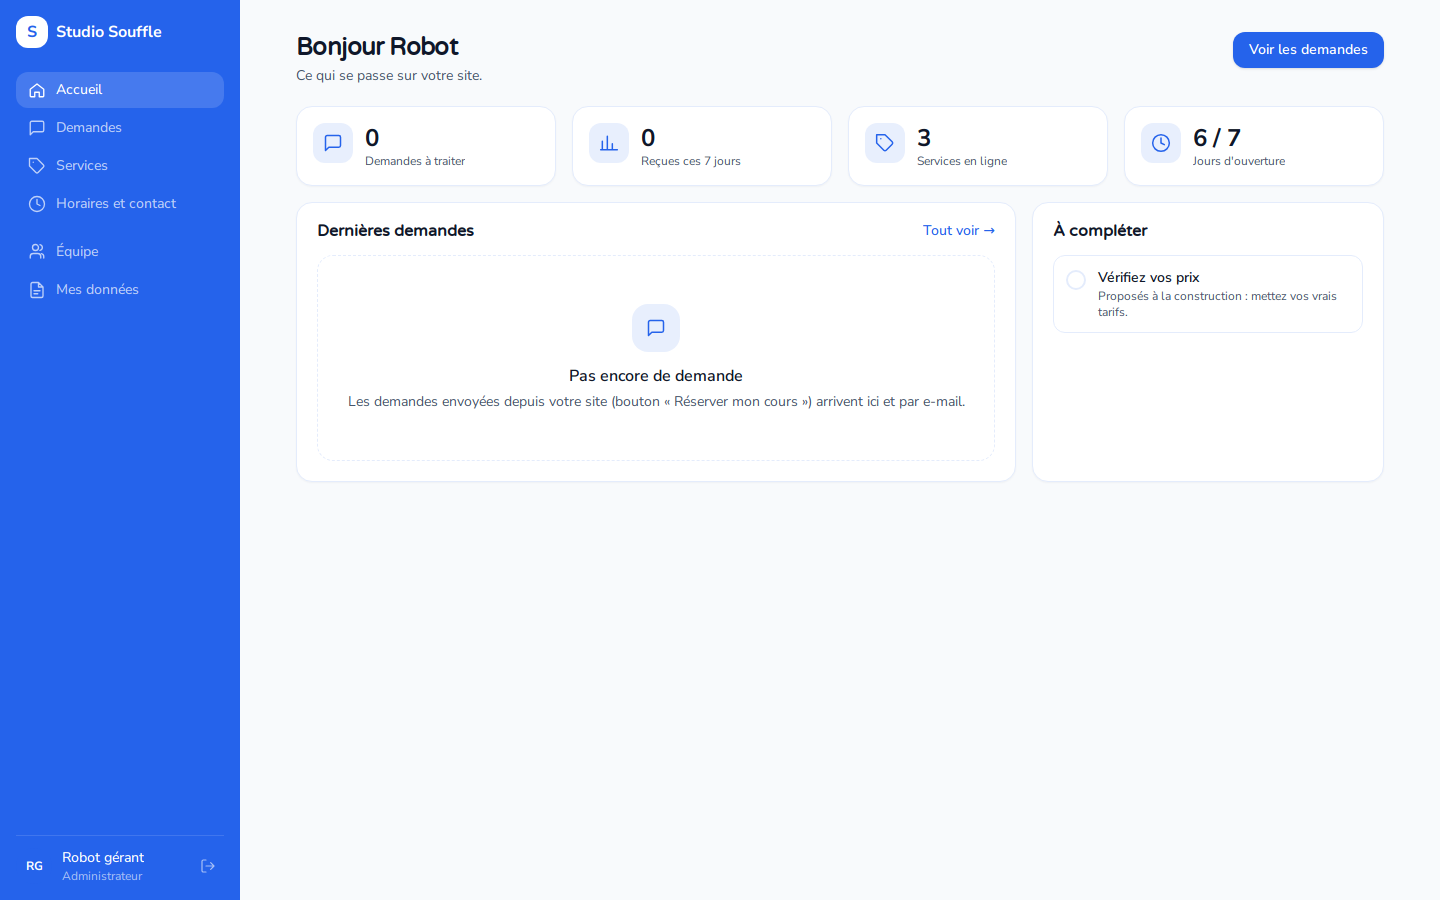 S Studio Souffle
Accueil
Demandes
Services
Horaires et contact
Équipe
Mes données
RG
Robot gérant
Administrateur
Bonjour Robot
Ce qui se passe sur votre site.
Voir les demandes
0
Demandes à traiter
0
Reçues ces 7 jours
3
Services en ligne
6 / 7
Jours d'ouverture
Dernières demandes
Tout voir →
Pas encore de demande
Les demandes envoyées depuis votre site (bouton « Réserver mon cours ») arrivent ici et par e-mail.
À compléter
Vérifiez vos prix
Proposés à la construction : mettez vos vrais
tarifs.